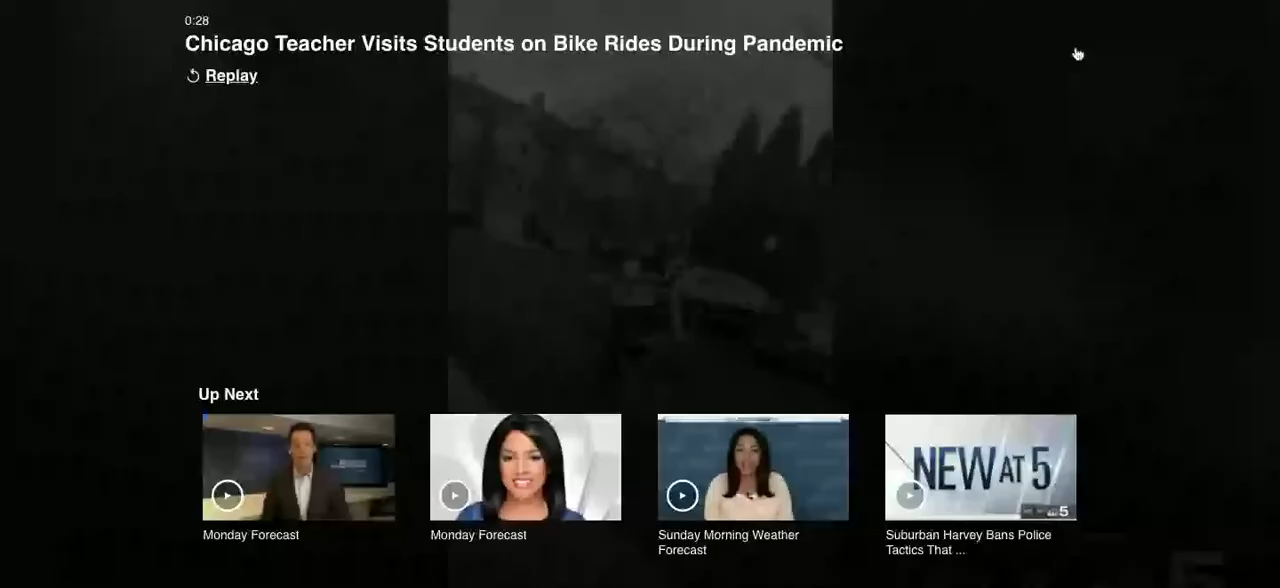 0:28
Chicago Teacher Visits Students on Bike Rides During Pandemic
Replay
Up Next
NEW AT 5
5
Monday Forecast
Monday Forecast
Sunday Morning Weather
Forecast
Suburban Harvey Bans Police
Tactics That ...